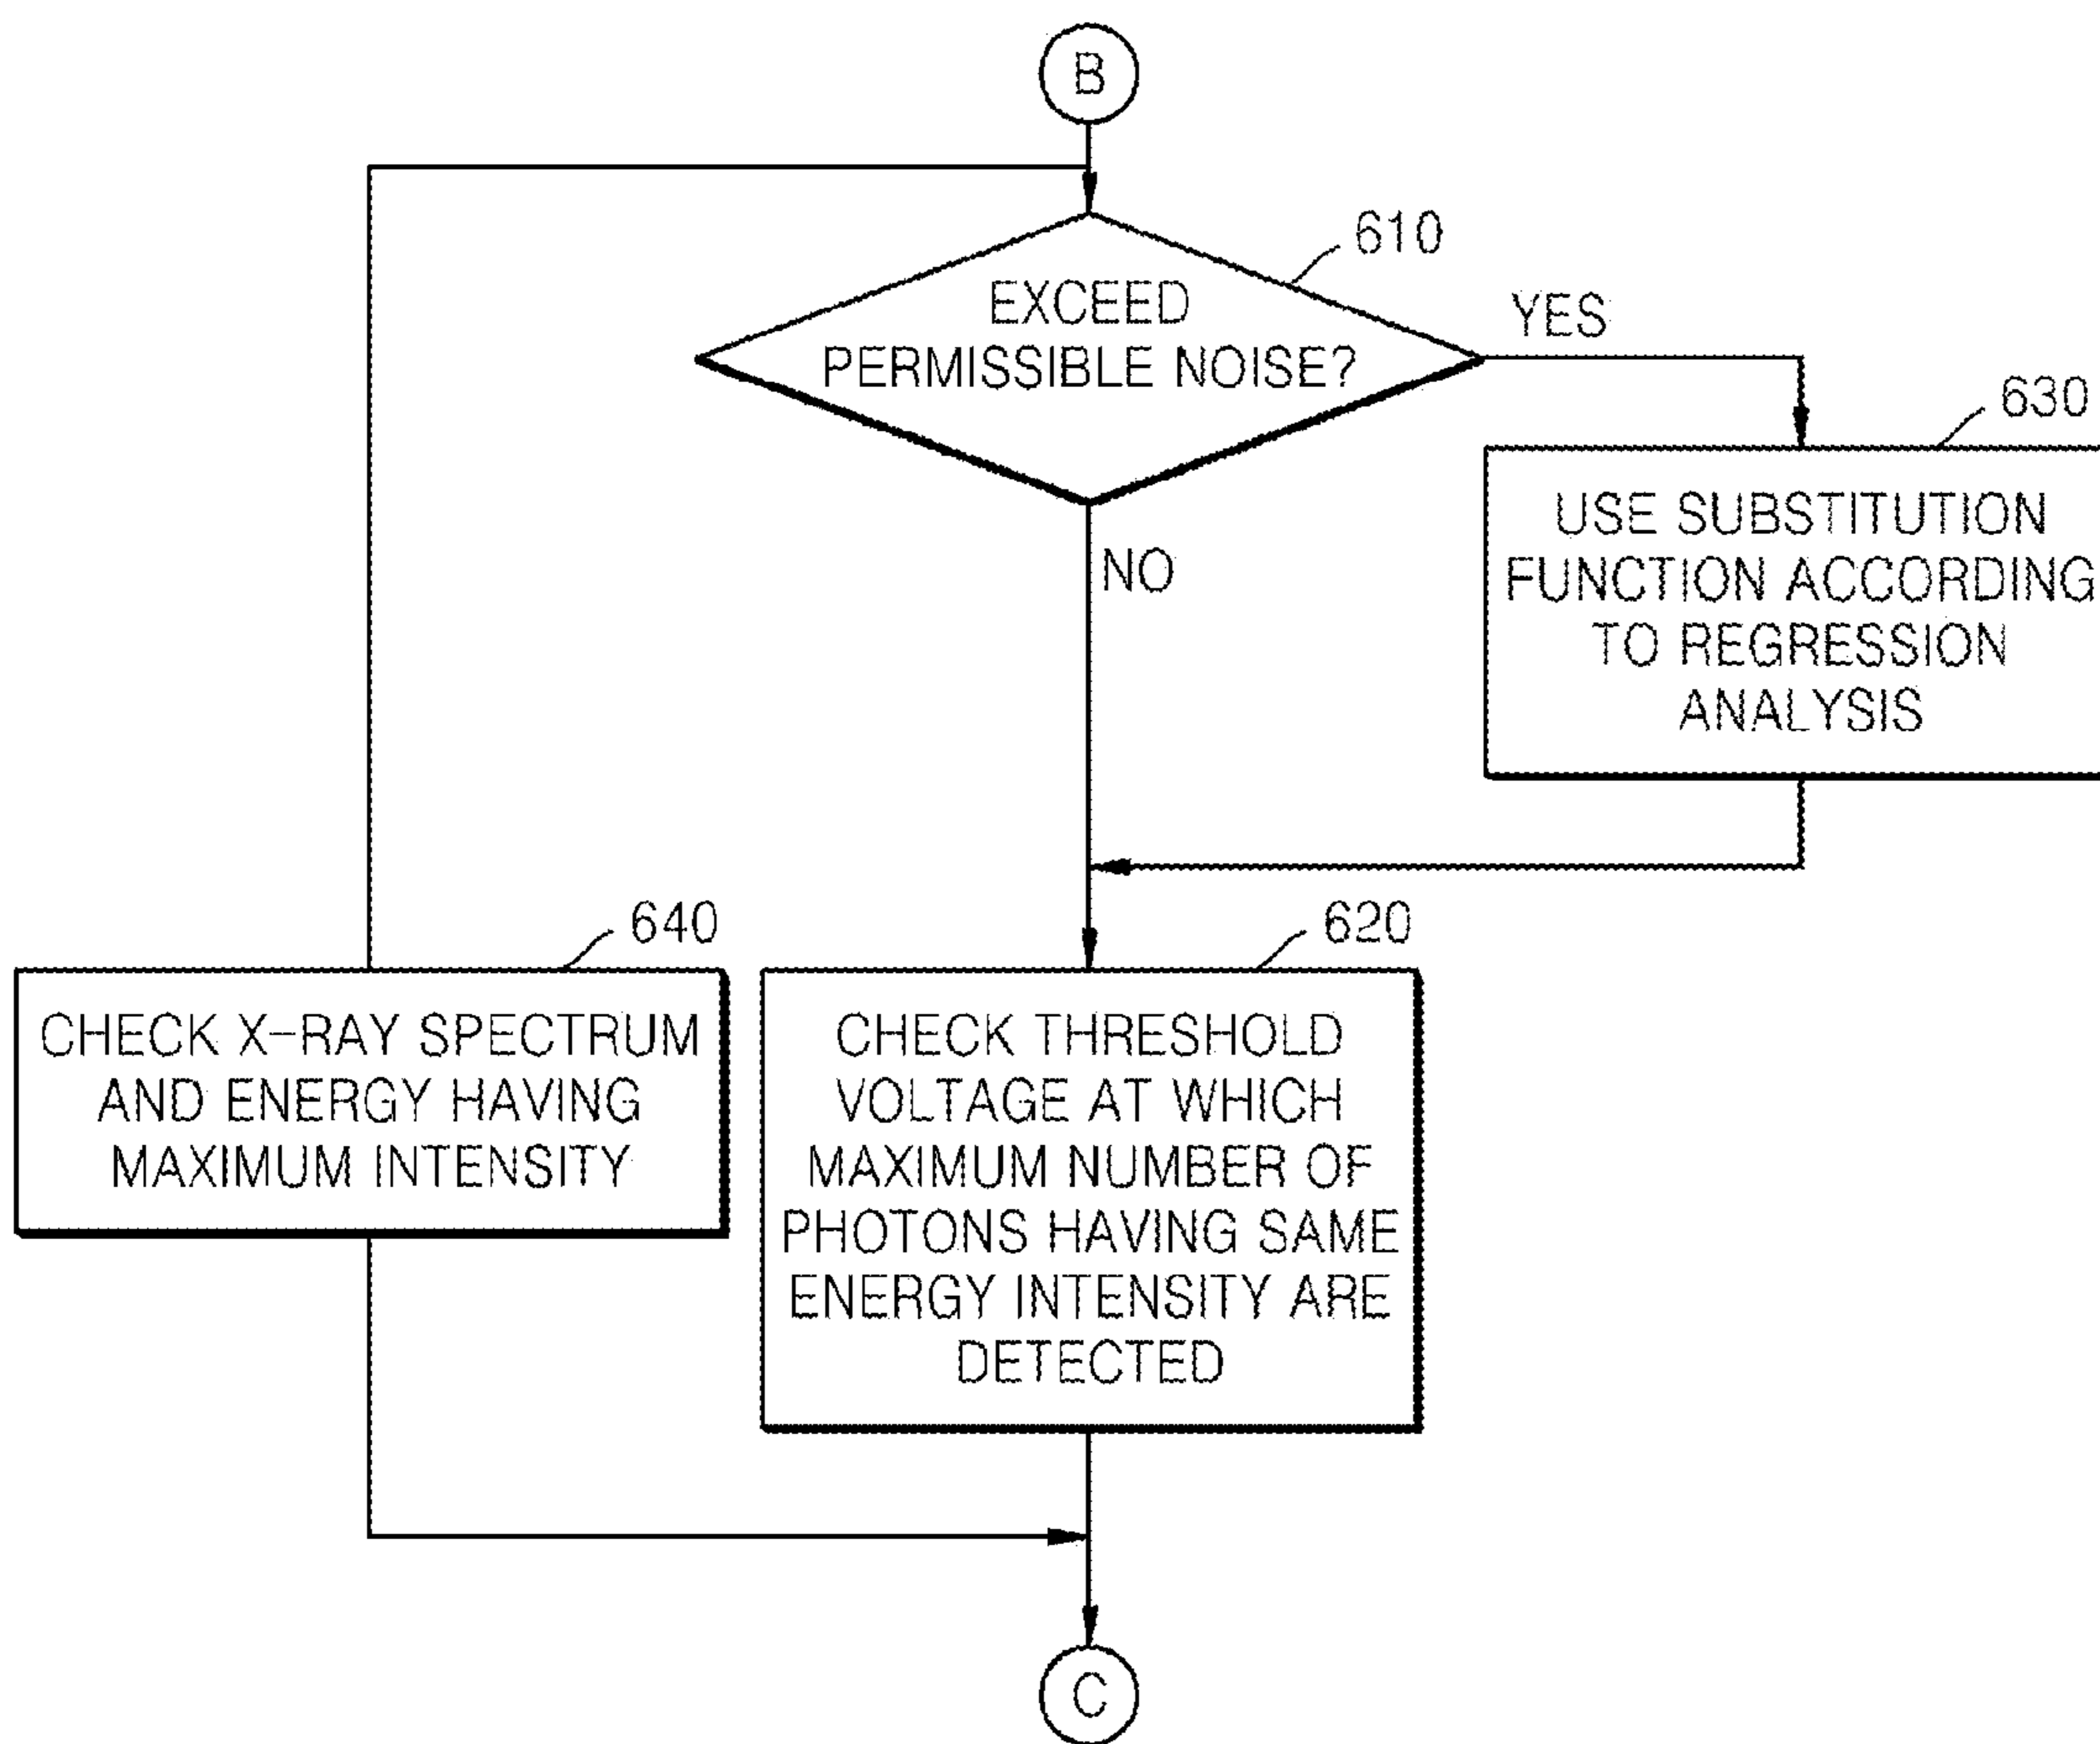 B
610
EXCEED
PERMISSIBLE NOISE?
YES
630
USE SUBSTITUTION
FUNCTION ACCORDING
TO REGRESSION
ANALYSIS
NO
640
CHECK X-RAY SPECTRUM
AND ENERGY HAVING
MAXIMUM INTENSITY
620
CHECK THRESHOLD
VOLTAGE AT WHICH
MAXIMUM NUMBER OF
PHOTONS HAVING SAME
ENERGY INTENSITY ARE
DETECTED
C